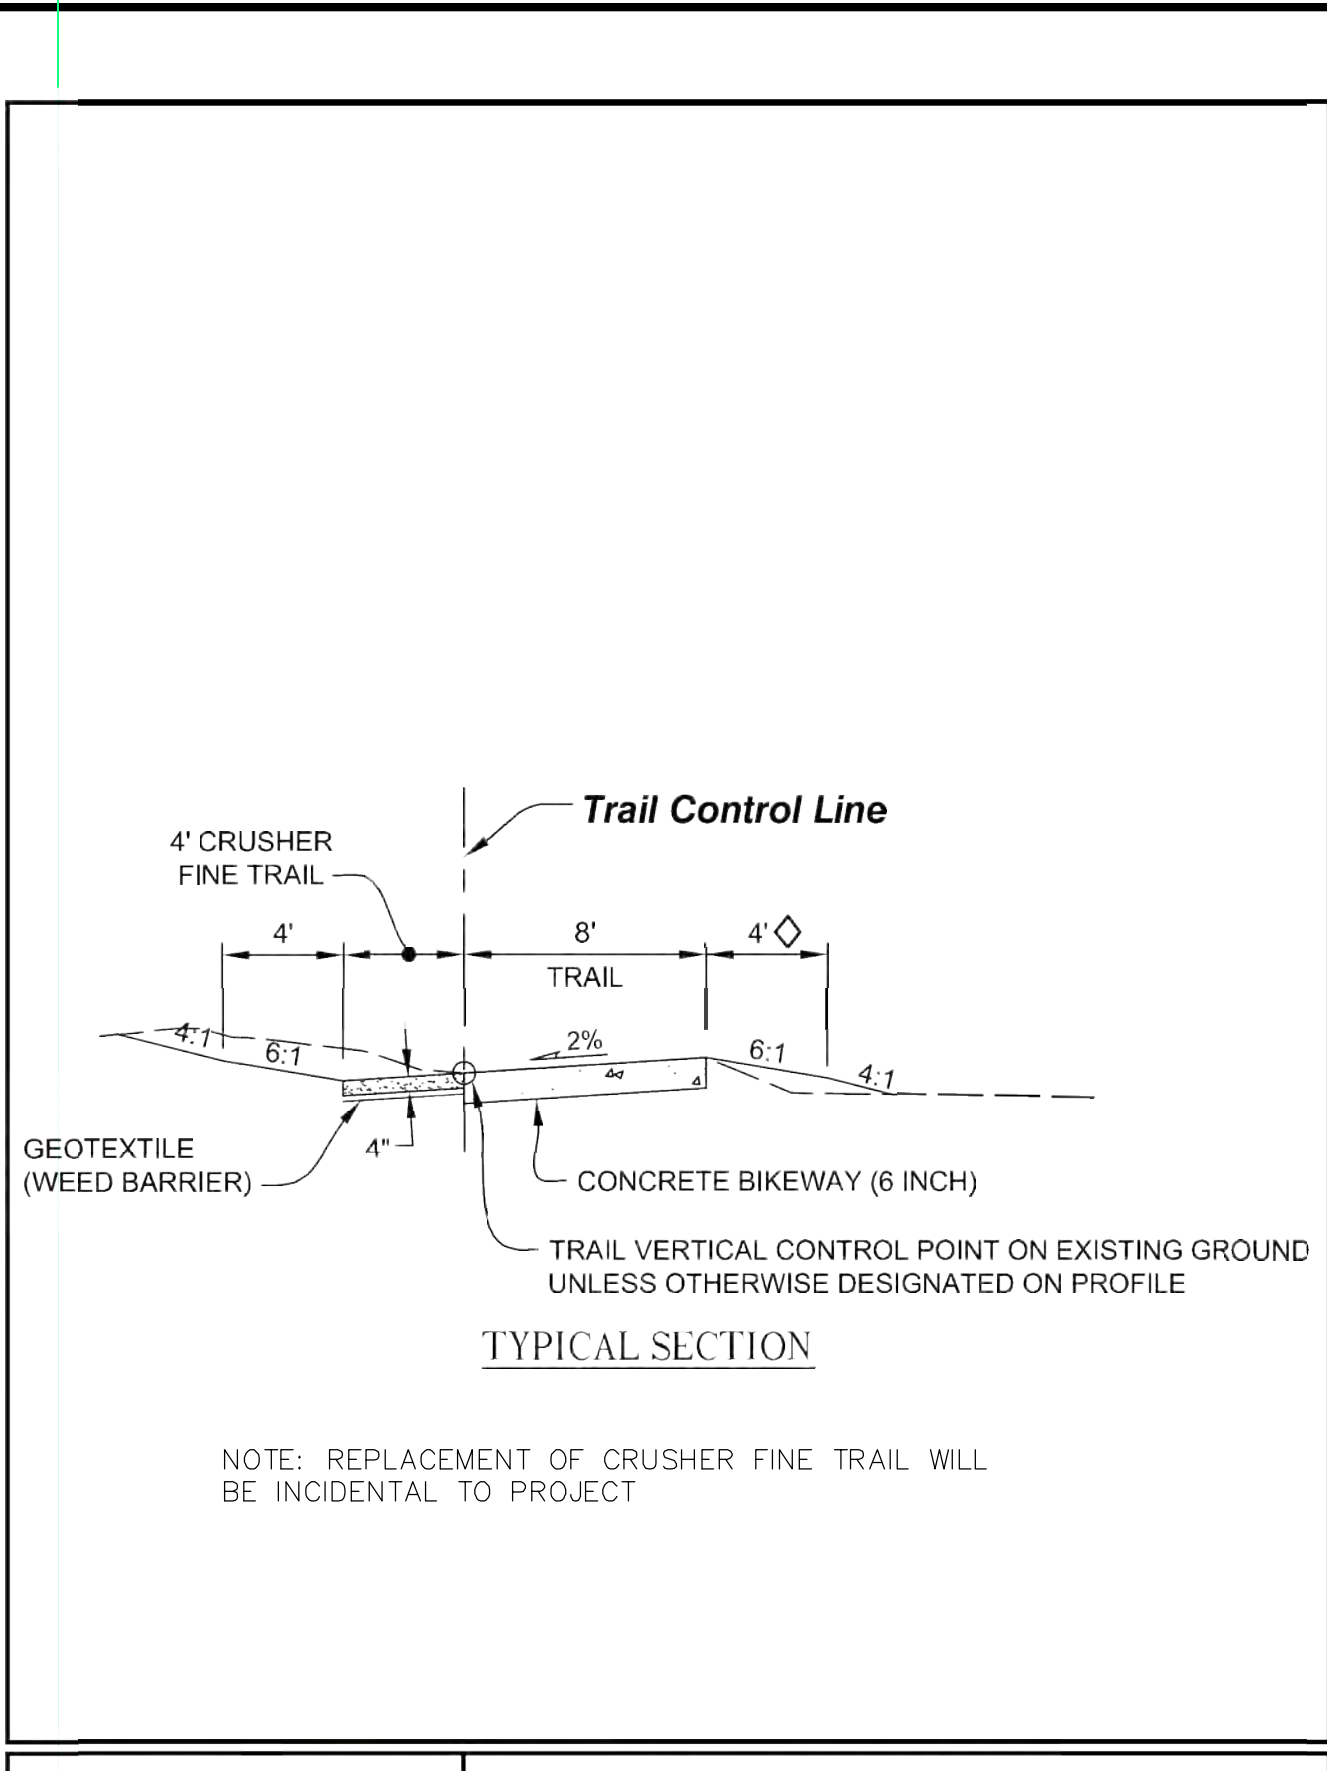 Trail Control Line
4' CRUSHER
FINE TRAIL
4'
8'
4'
TRAIL
4:1
6:1
2%
6:1
4:1
4"
GEOTEXTILE
(WEED BARRIER)
CONCRETE BIKEWAY (6 INCH)
TRAIL VERTICAL CONTROL POINT ON EXISTING GROUND
UNLESS OTHERWISE DESIGNATED ON PROFILE
TYPICAL SECTION
NOTE: REPLACEMENT OF CRUSHER FINE TRAIL WILL
BE INCIDENTAL TO PROJECT